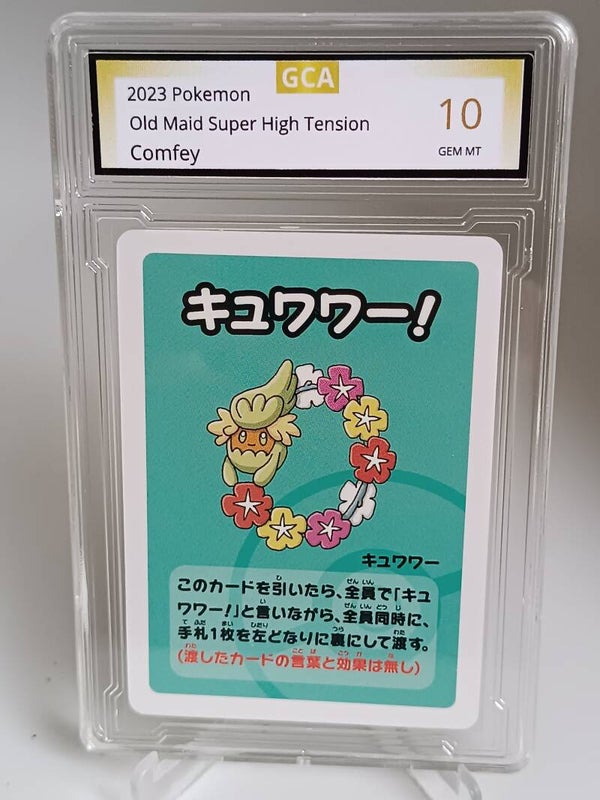 GCA
2023 Pokemon
Old Maid Super High Tension
Comfey
10
GEM MT
キュワワー!
キュワワー
このカードを引いたら、全員で「キュ
ワワー!」と言いながら、全員同時に、
手札1枚を左どなりに裏にして渡す。
(渡したカードの言葉と効果は無し)